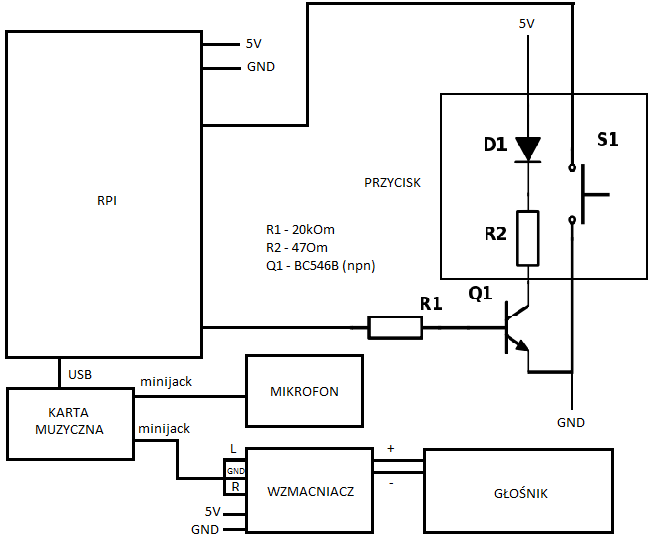 5V
5V
GND
D1
S1
PRZYCISK
RPI
R1 - 20kOm
R2 - 47Om
Q1 - BC546B (npn)
R2
Q1
R1
USB
minijack
MIKROFON
KARTA
MUZYCZNA
minijack
GND
L
GND
R
WZMACNIACZ
+
-
GŁOŚNIK
5V
GND